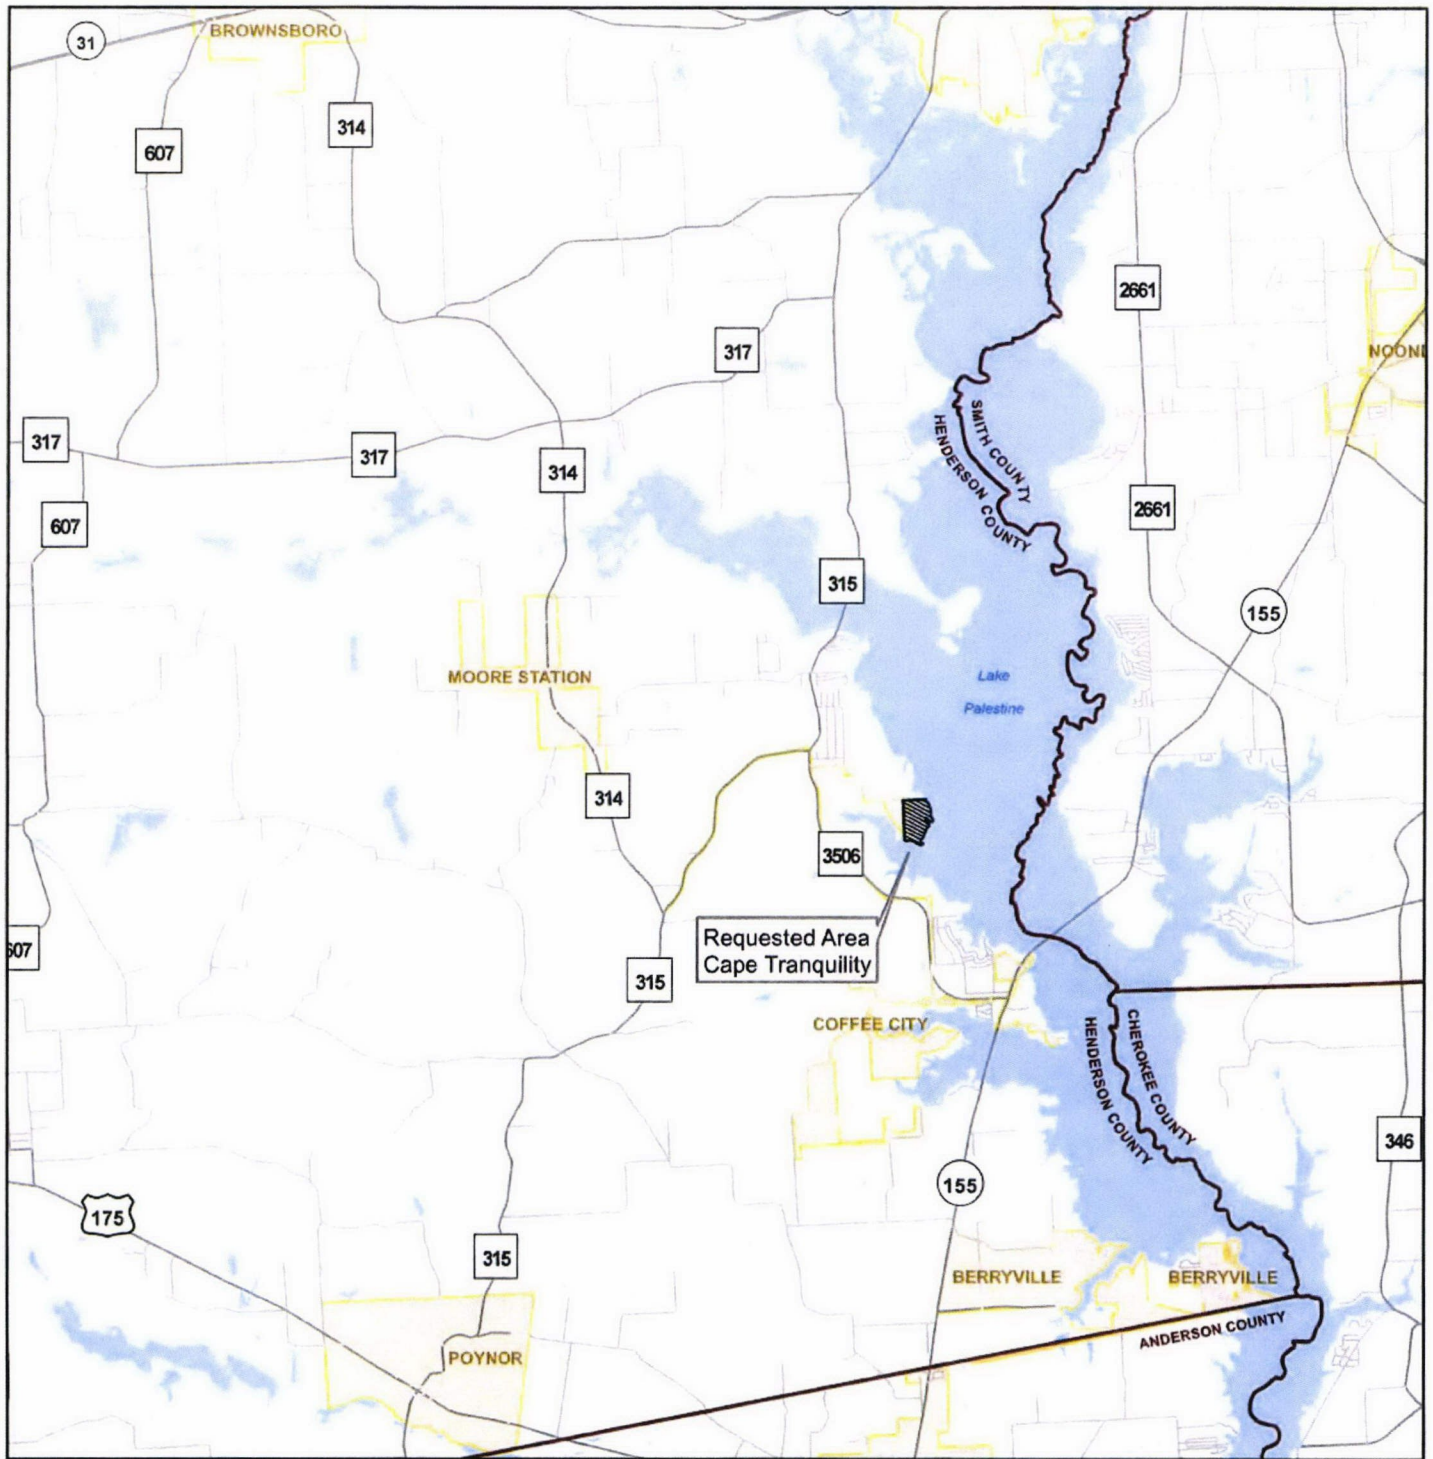 31
BROWNSBORO
314
607
2661
317
NOON
317
317
314
SMITH COUNTY
HENDERSON COUNTY
607
2661
315
155
MOORE STATION
Lake
Palestine
314
3506
Requested Area
Cape Tranquility
607
315
COFFEE CITY
CHEROKEE COUNTY
HENDERSON COUNTY
346
155
175
315
BERRYVILLE
BERRYVILLE
ANDERSON COUNTY
POYNOR